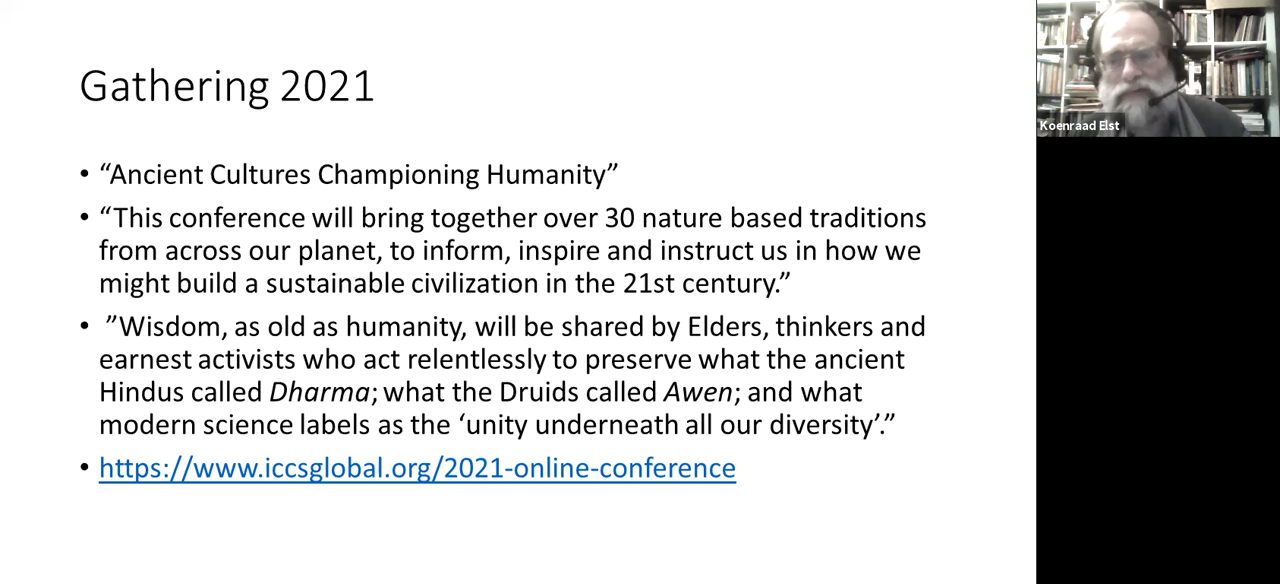 Gathering 2021
• “Ancient Cultures Championing Humanity”
• “This conference will bring together over 30 nature based traditions
from across our planet, to inform, inspire and instruct us in how we
might build a sustainable civilization in the 21st century.”
• ”Wisdom, as old as humanity, will be shared by Elders, thinkers and
earnest activists who act relentlessly to preserve what the ancient
Hindus called Dharma; what the Druids called Awen; and what
modern science labels as the ‘unity underneath all our diversity’.”
• https://www.iccsglobal.org/2021-online-conference
Koenraad Elst